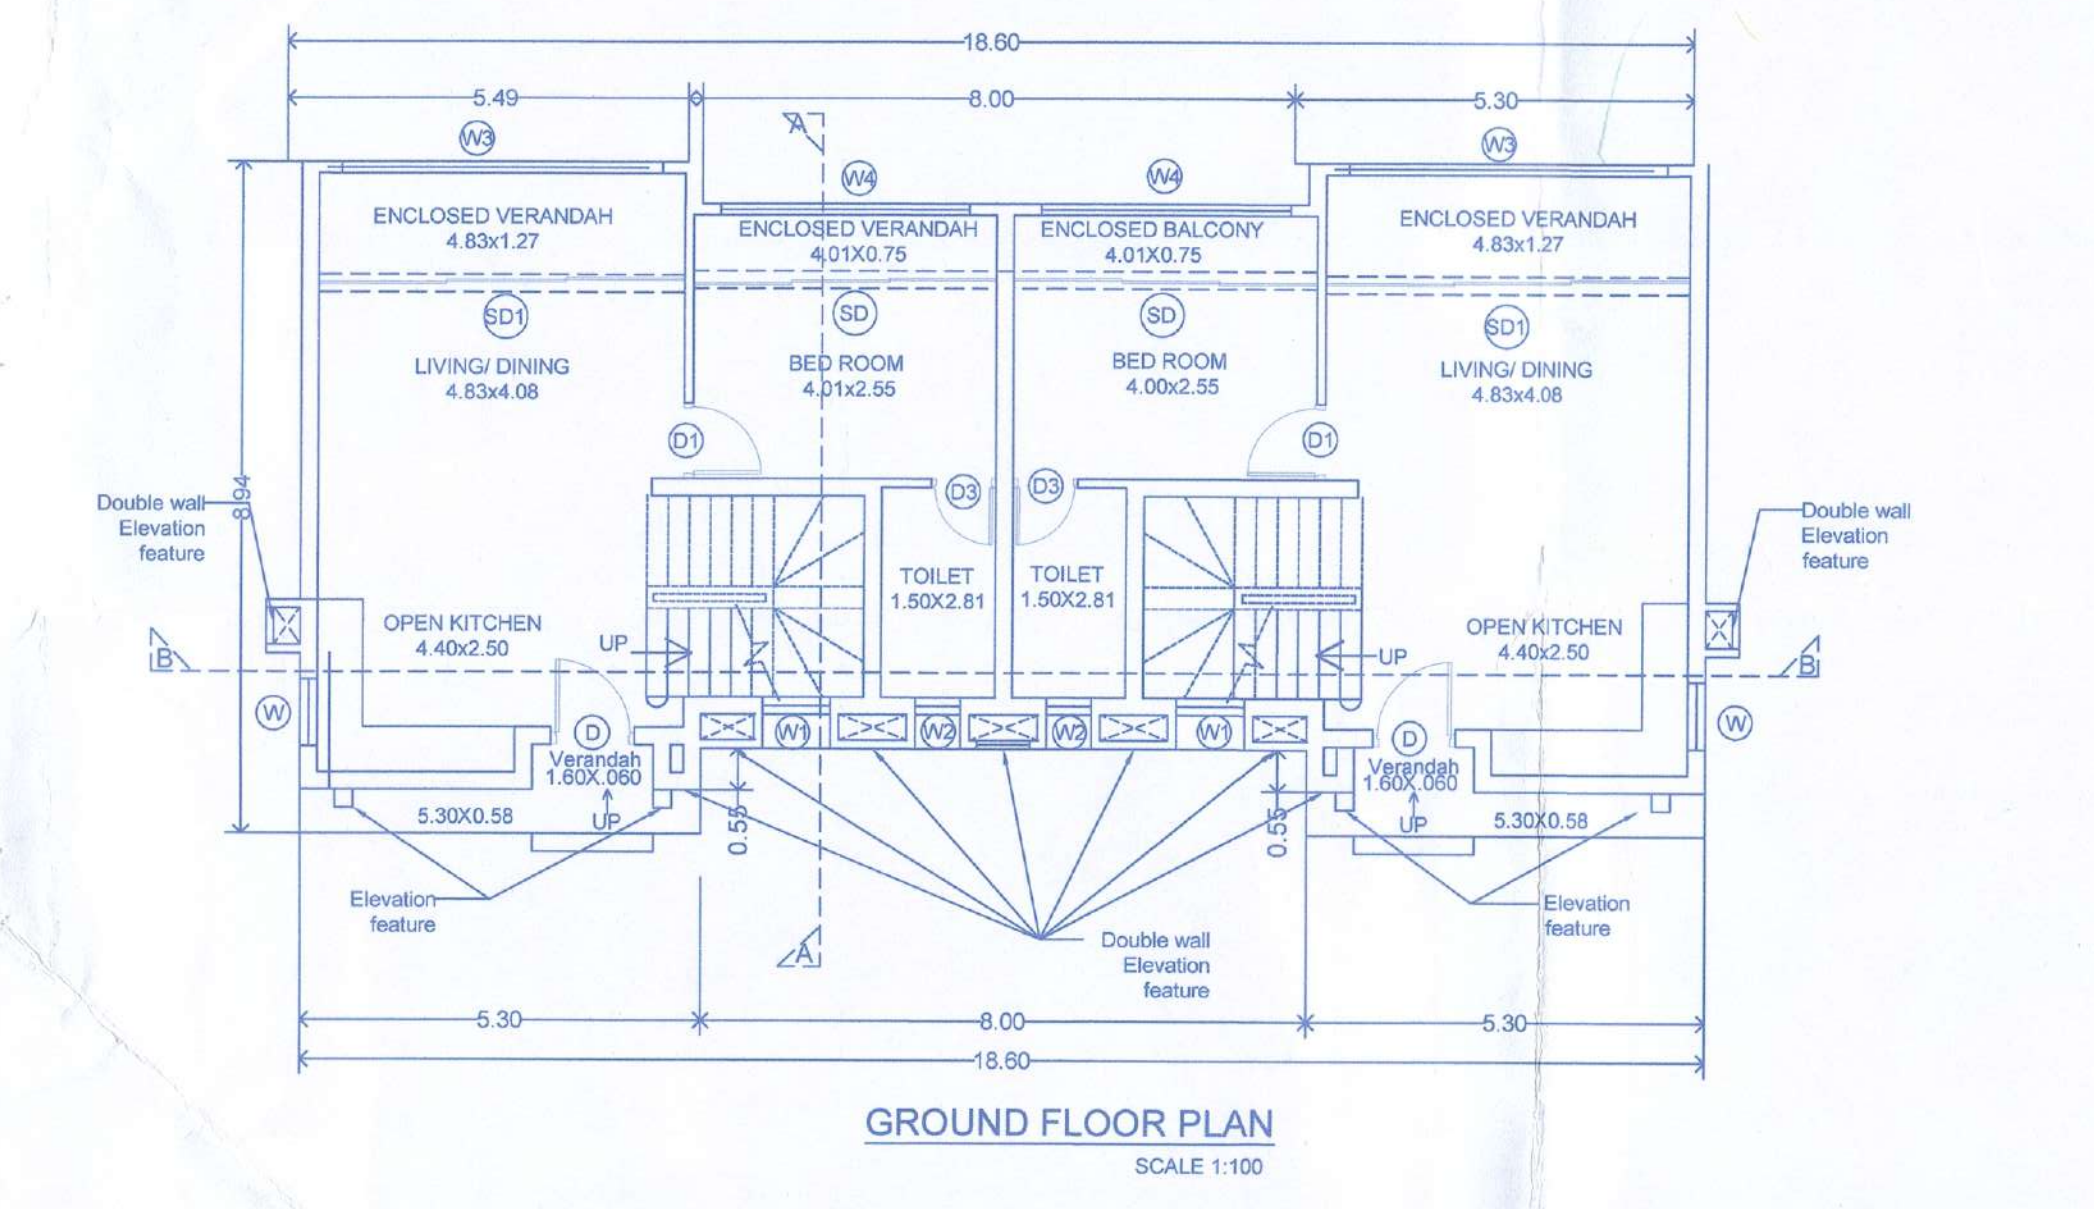 18.60
5.49 8.00 5.30
A
W3 W3
W4 W4
ENCLOSED VERANDAH
4.83x1.27
ENCLOSED VERANDAH
4.01X0.75
ENCLOSED BALCONY
4.01X0.75
ENCLOSED VERANDAH
4.83x1.27
SD1 SD SD SD1
LIVING/ DINING
4.83x4.08
BED ROOM
4.01x2.55
BED ROOM
4.00x2.55
LIVING/ DINING
4.83x4.08
D1 D1
D3 D3
8.94
Double wall
Elevation
feature
Double wall
Elevation
feature
TOILET
1.50X2.81
TOILET
1.50X2.81
OPEN KITCHEN
4.40x2.50
OPEN KITCHEN
4.40x2.50
UP UP
B B
W W
D W1 W2 W2 W1 D
Verandah
1.60X.060
Verandah
1.60X.060
5.30X0.58
UP
0.55
0.55
UP
5.30X0.58
Elevation
feature
Elevation
feature
A
Double wall
Elevation
feature
5.30 8.00 5.30
18.60
GROUND FLOOR PLAN
SCALE 1:100